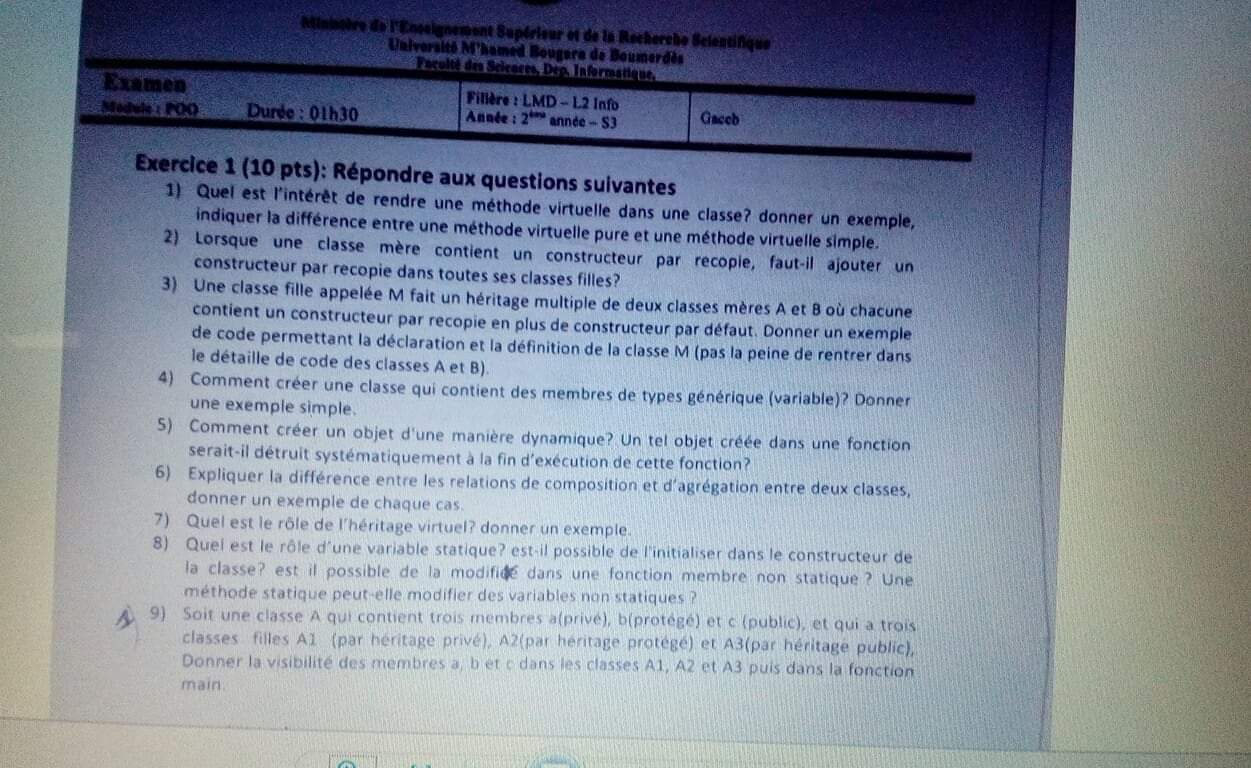 Ministère de l'Enseignement Supérieur et de la Recherche Scientifique
Université M'hamed Bougara de Boumerdès
Faculté des Sciences, Dep. Informatique,
Examen
Module : POO
Durée : 01h30
Filière : LMD – L2 Info
Année : 2ème année – S3
Gaceb
Exercice 1 (10 pts): Répondre aux questions suivantes
1) Quel est l'intérêt de rendre une méthode virtuelle dans une classe? donner un exemple,
indiquer la différence entre une méthode virtuelle pure et une méthode virtuelle simple.
2) Lorsque une classe mère contient un constructeur par recopie, faut-il ajouter un
constructeur par recopie dans toutes ses classes filles?
3) Une classe fille appelée M fait un héritage multiple de deux classes mères A et B où chacune
contient un constructeur par recopie en plus de constructeur par défaut. Donner un exemple
de code permettant la déclaration et la définition de la classe M (pas la peine de rentrer dans
le détaille de code des classes A et B).
4) Comment créer une classe qui contient des membres de types générique (variable)? Donner
une exemple simple.
5) Comment créer un objet d'une manière dynamique? Un tel objet créée dans une fonction
serait-il détruit systématiquement à la fin d'exécution de cette fonction?
6) Expliquer la différence entre les relations de composition et d'agrégation entre deux classes,
donner un exemple de chaque cas.
7) Quel est le rôle de l'héritage virtuel? donner un exemple.
8) Quel est le rôle d'une variable statique? est-il possible de l'initialiser dans le constructeur de
la classe? est il possible de la modifié dans une fonction membre non statique ? Une
méthode statique peut-elle modifier des variables non statiques ?
9) Soit une classe A qui contient trois membres a(privé), b(protégé) et c (public), et qui a trois
classes filles A1 (par héritage privé), A2(par héritage protégé) et A3(par héritage public),
Donner la visibilité des membres a, b et c dans les classes A1, A2 et A3 puis dans la fonction
main.